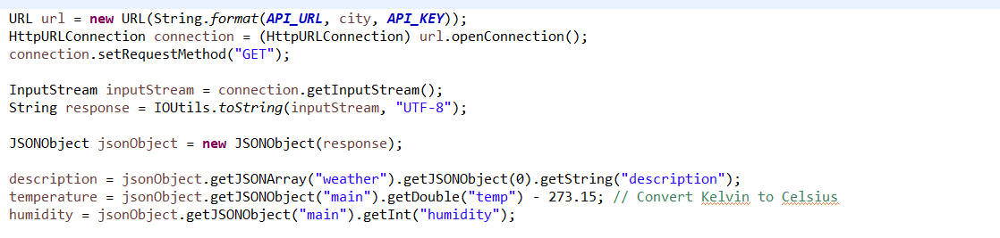 URL url = new URL(String.format(API_URL, city, API_KEY));
HttpURLConnection connection = (HttpURLConnection) url.openConnection();
connection.setRequestMethod("GET");
InputStream inputStream = connection.getInputStream();
String response = IOUtils.toString(inputStream, "UTF-8");
JSONObject jsonObject = new JSONObject(response);
description = jsonObject.getJSONArray("weather").getJSONObject(0).getString("description");
temperature = jsonObject.getJSONObject("main").getDouble("temp") - 273.15; // Convert Kelvin to Celsius
humidity = jsonObject.getJSONObject("main").getInt("humidity");